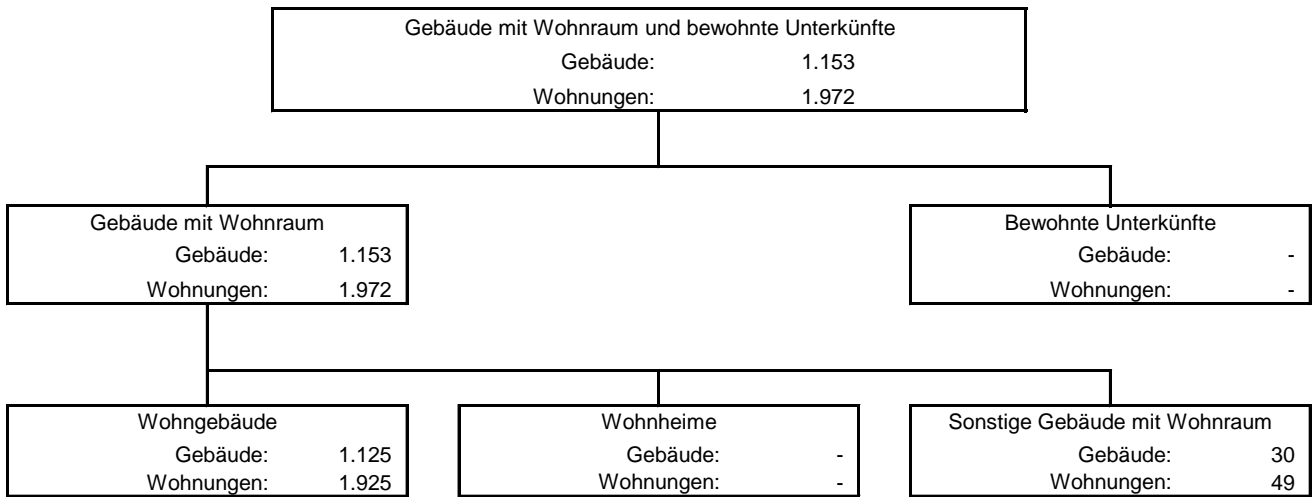 Gebäude mit Wohnraum und bewohnte Unterkünfte
Gebäude: 1.153
Wohnungen: 1.972
Gebäude mit Wohnraum
Gebäude: 1.153
Wohnungen: 1.972
Bewohnte Unterkünfte
Gebäude: -
Wohnungen: -
Wohngebäude
Gebäude: 1.125
Wohnungen: 1.925
Wohnheime
Gebäude: -
Wohnungen: -
Sonstige Gebäude mit Wohnraum
Gebäude: 30
Wohnungen: 49